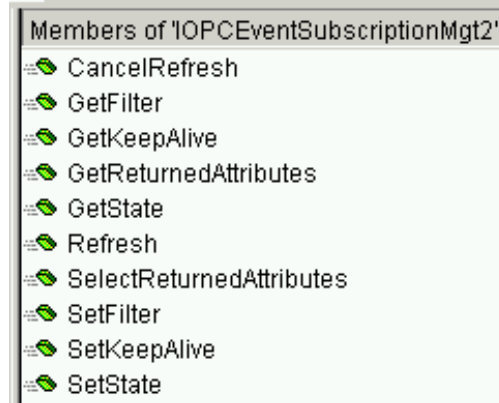 Members of 'IOPCEventSubscriptionMgt2'
CancelRefresh
GetFilter
GetKeepAlive
GetReturnedAttributes
GetState
Refresh
SelectReturnedAttributes
SetFilter
SetKeepAlive
SetState